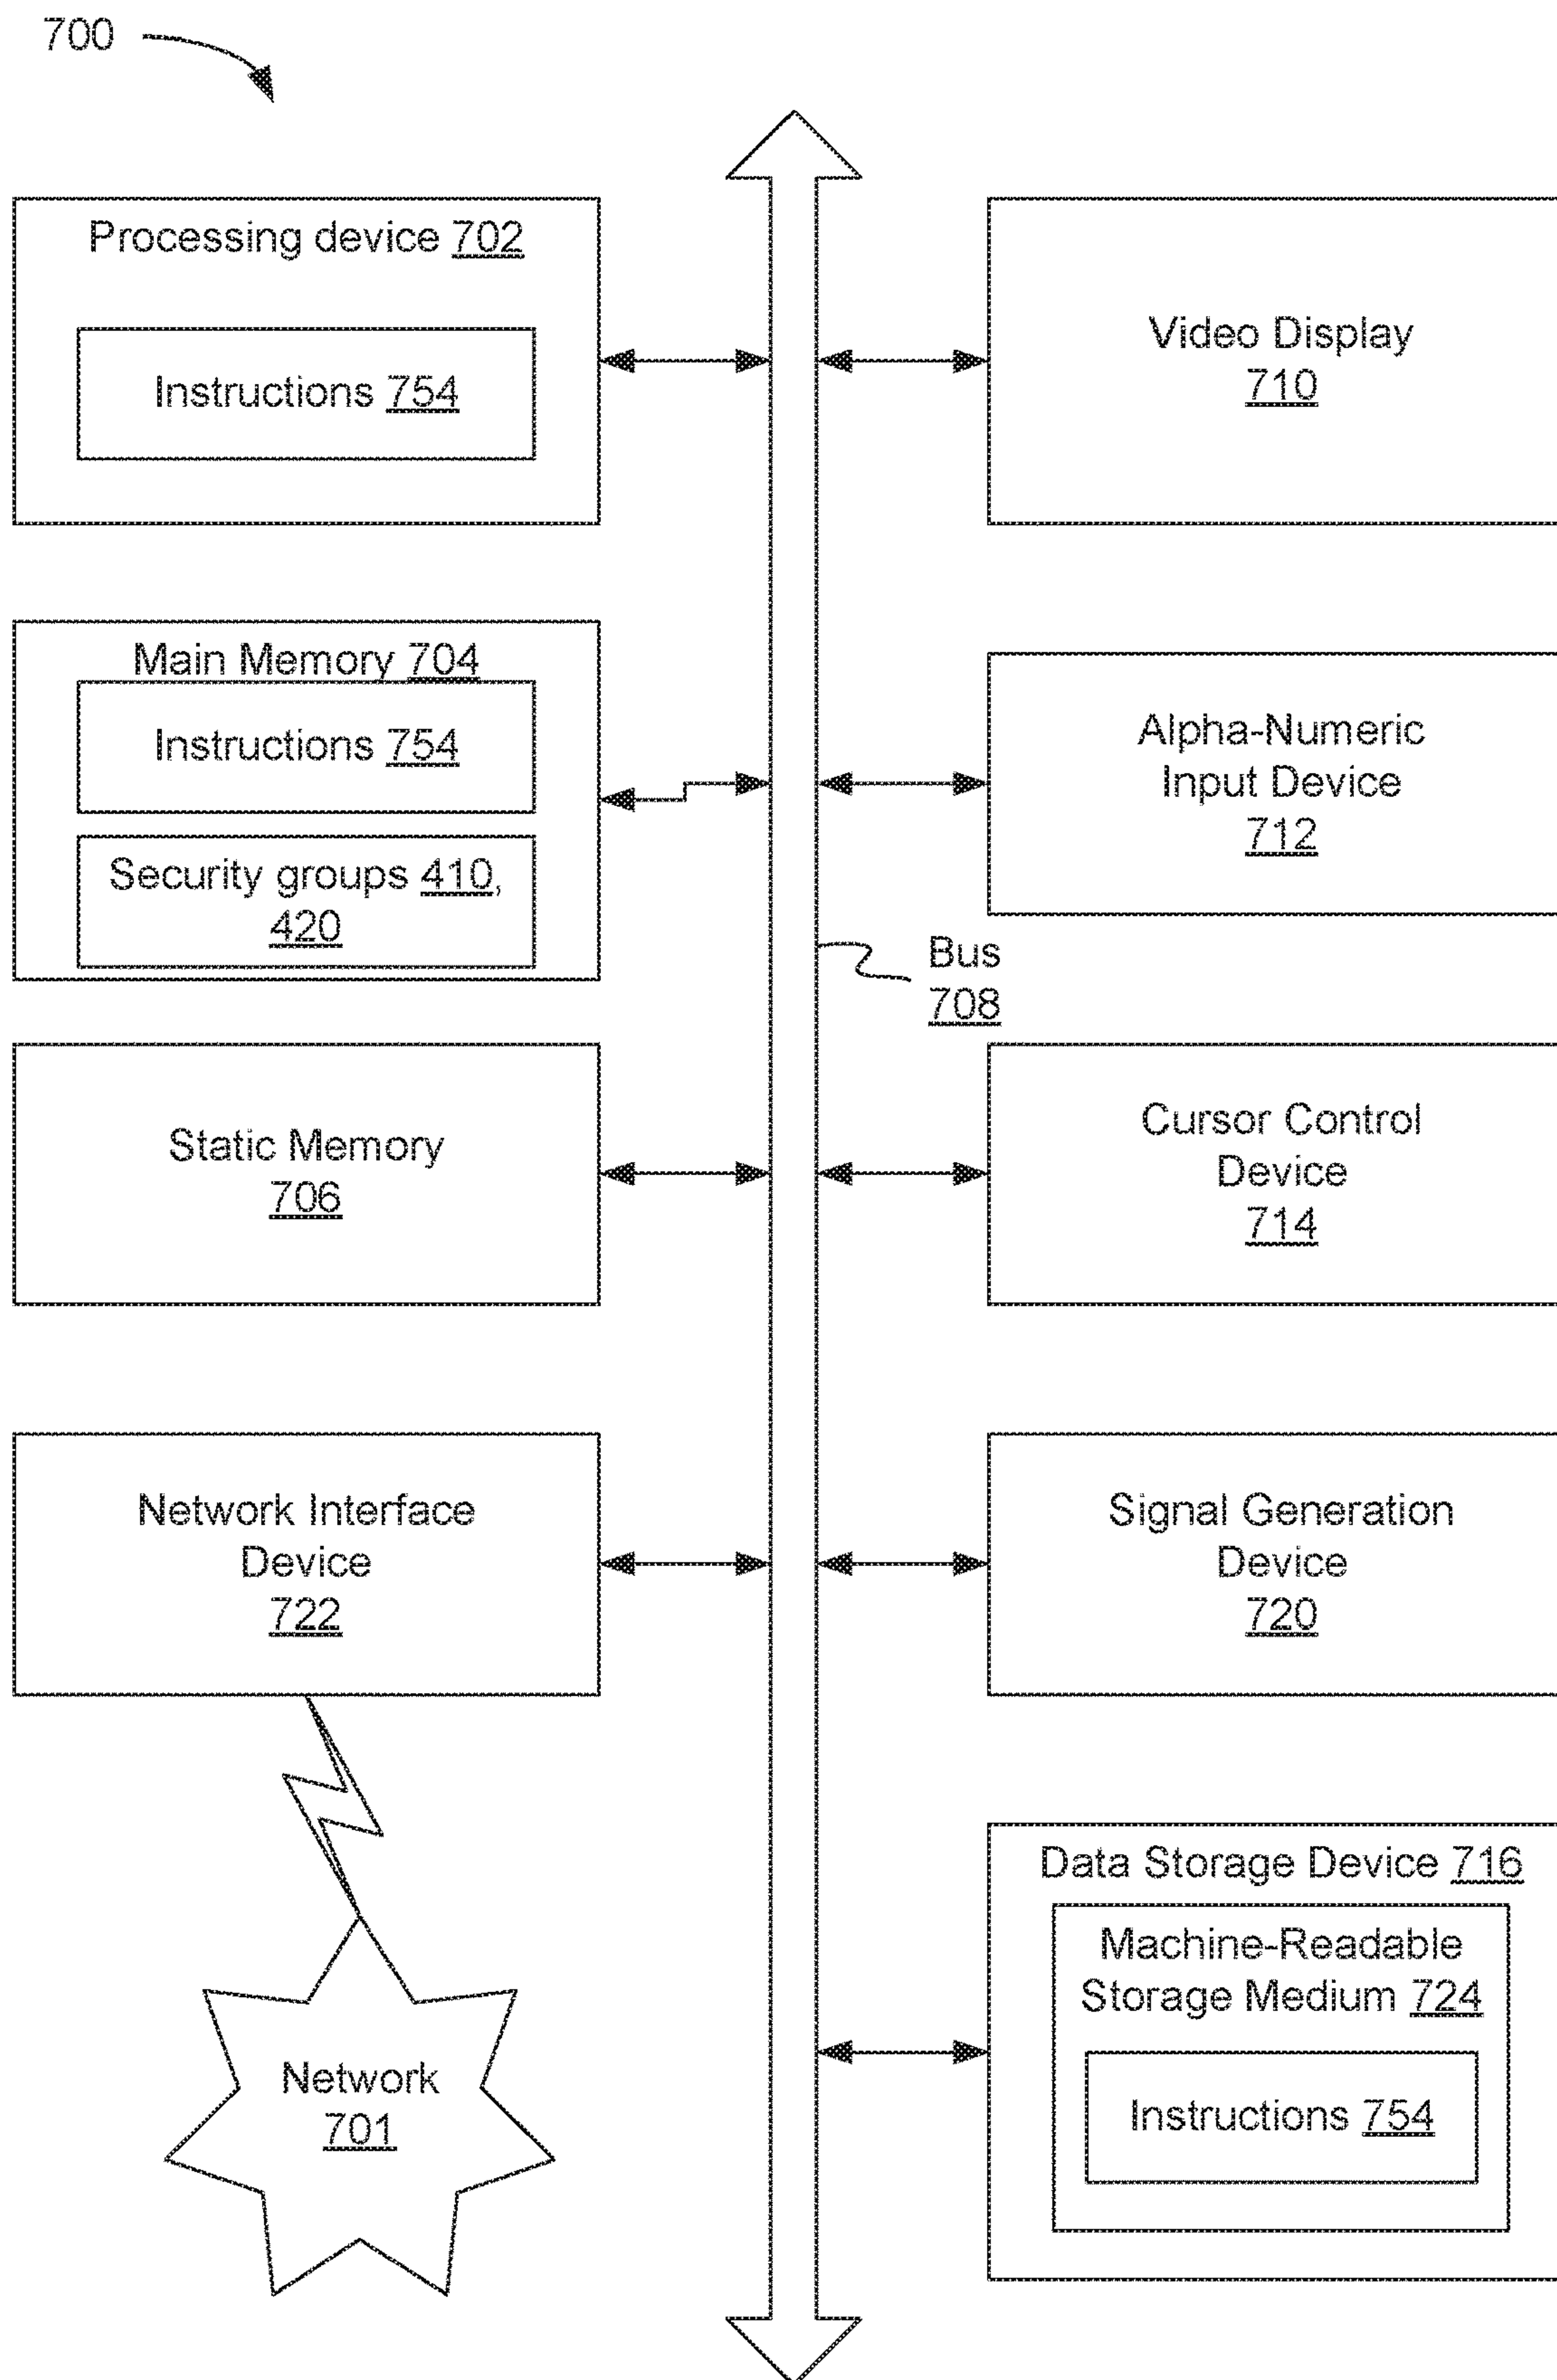 700
Processing device 702
Instructions 754
Main Memory 704
Instructions 754
Security groups 410,
420
Static Memory
706
Network Interface
Device
722
Network
701
Bus
708
Video Display
710
Alpha-Numeric
Input Device
712
Cursor Control
Device
714
Signal Generation
Device
720
Data Storage Device 716
Machine-Readable
Storage Medium 724
Instructions 754